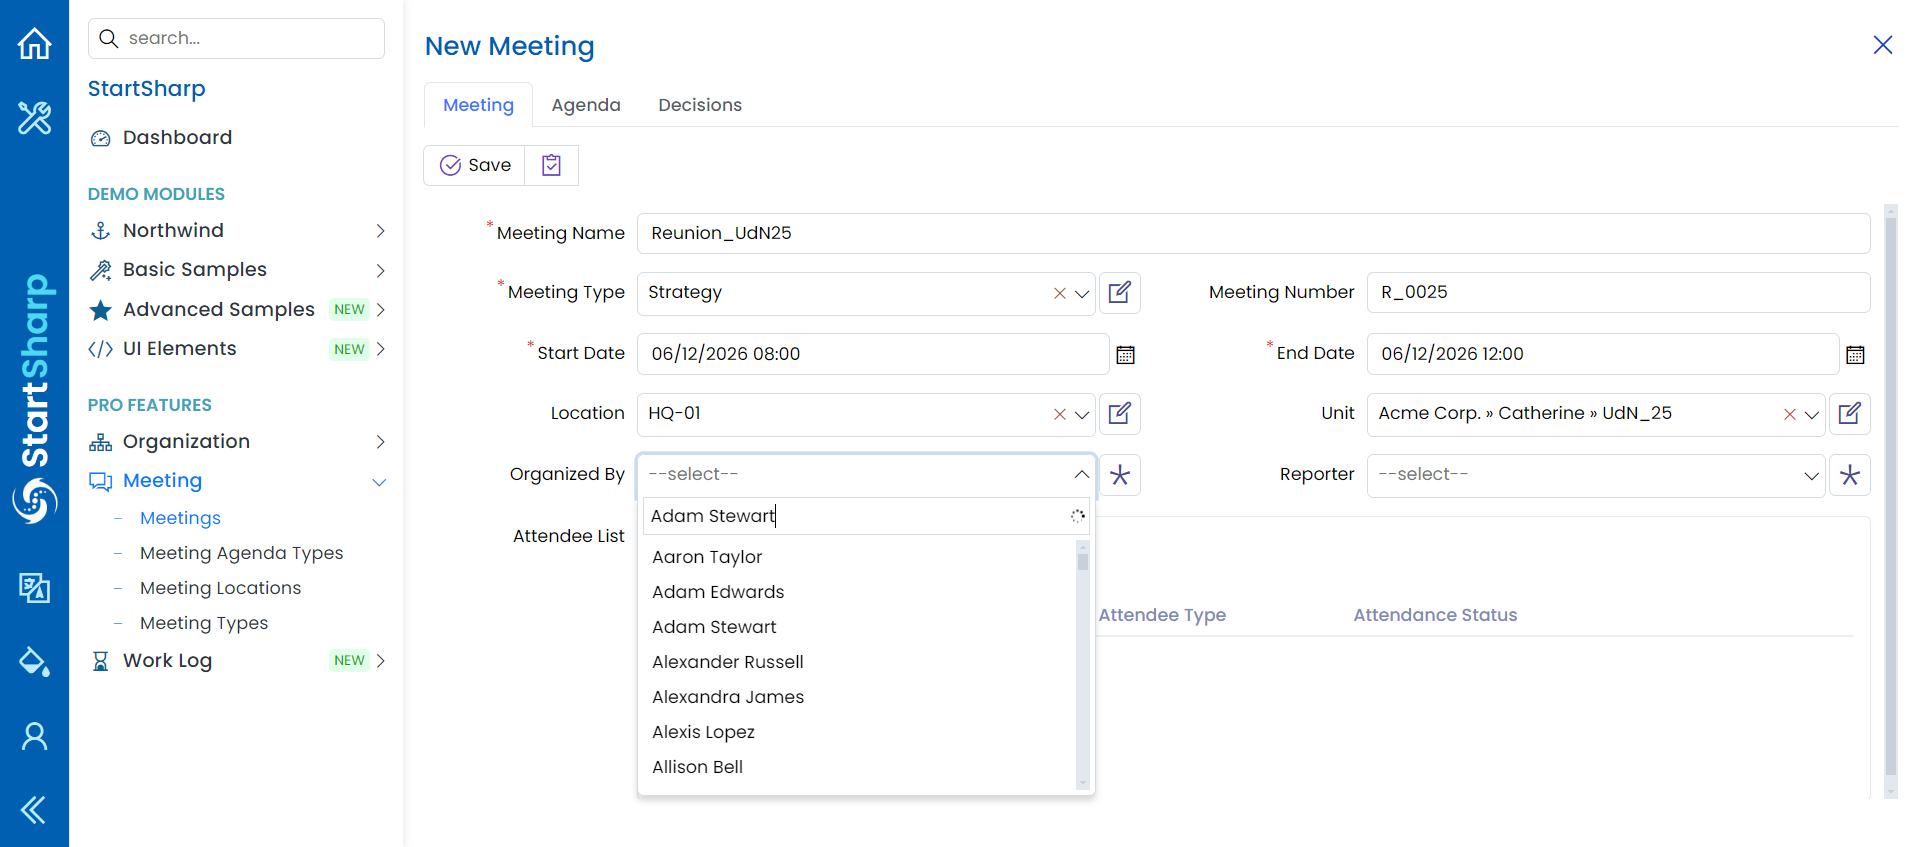 search...
StartSharp
Dashboard
DEMO MODULES
Northwind
Basic Samples
Advanced Samples NEW
UI Elements NEW
PRO FEATURES
Organization
Meeting
Meetings
Meeting Agenda Types
Meeting Locations
Meeting Types
Work Log NEW
StartSharp
New Meeting
Meeting Agenda Decisions
Save
* Meeting Name Reunion_UdN25
* Meeting Type Strategy
Meeting Number R_0025
* Start Date 06/12/2026 08:00
* End Date 06/12/2026 12:00
Location HQ-01
Unit Acme Corp. » Catherine » UdN_25
Organized By --select--
Reporter --select--
Adam Stewart
Attendee List
Aaron Taylor
Adam Edwards
Adam Stewart
Alexander Russell
Alexandra James
Alexis Lopez
Allison Bell
Attendee Type Attendance Status